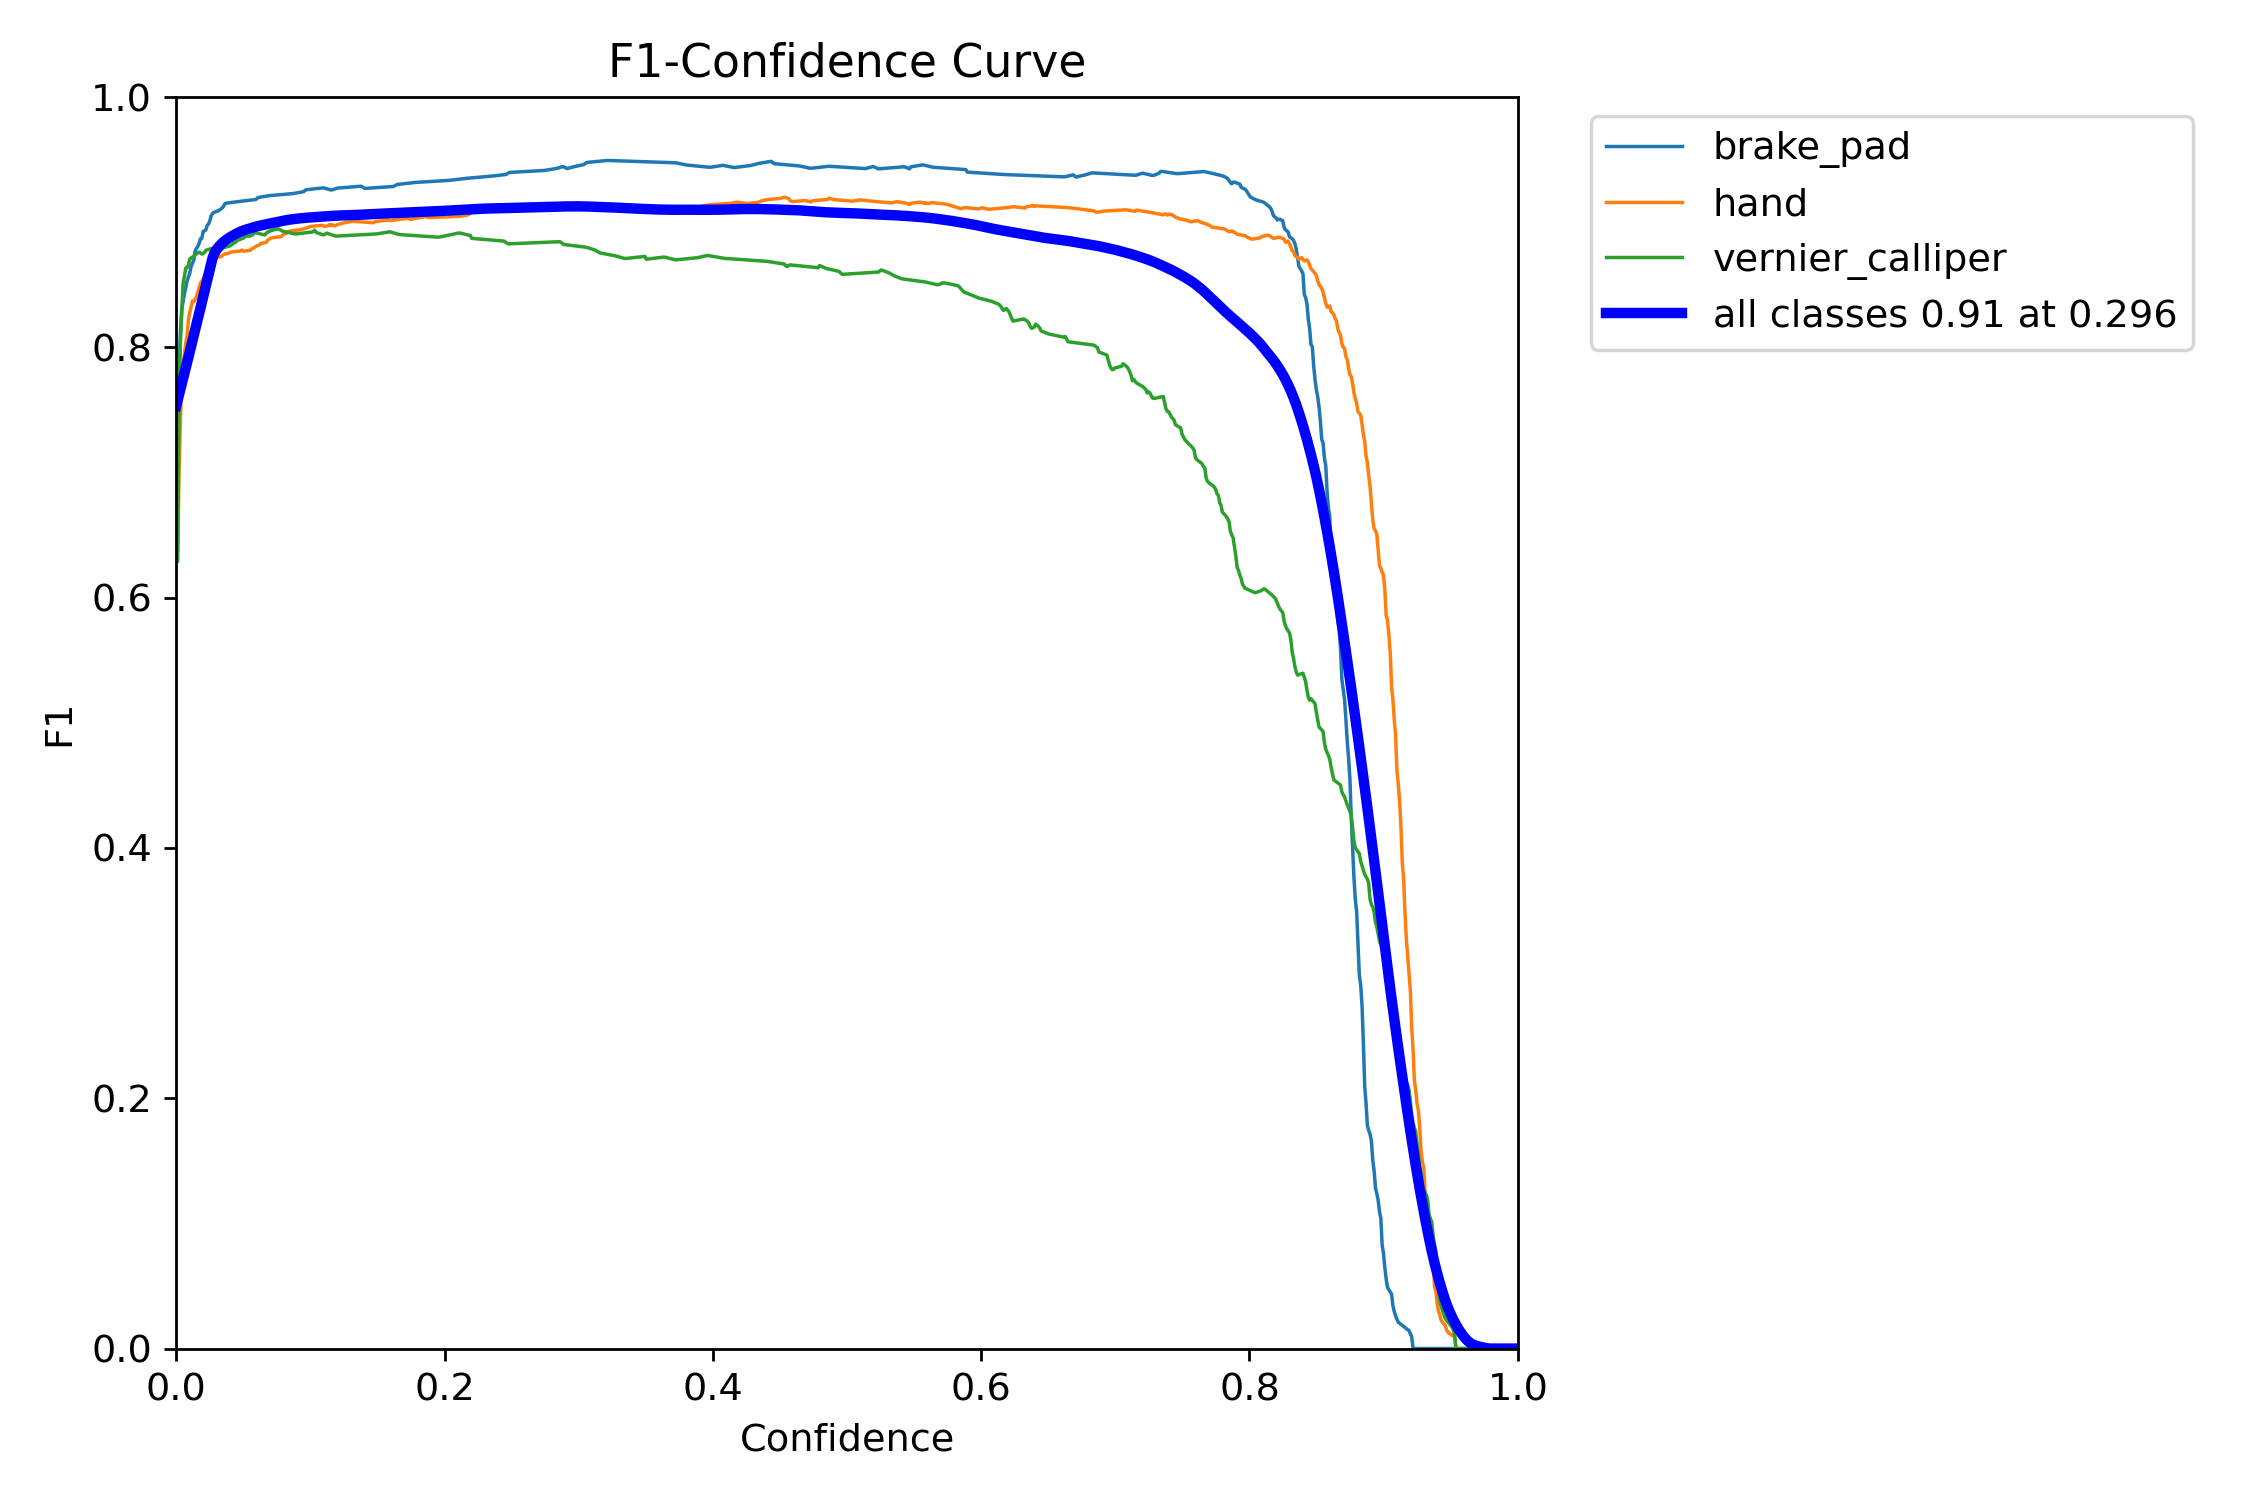 F1-Confidence Curve
1.0
0.8
0.6
0.4
0.2
0.0
F1
0.0 0.2 0.4 0.6 0.8 1.0
Confidence
brake_pad
hand
vernier_calliper
all classes 0.91 at 0.296